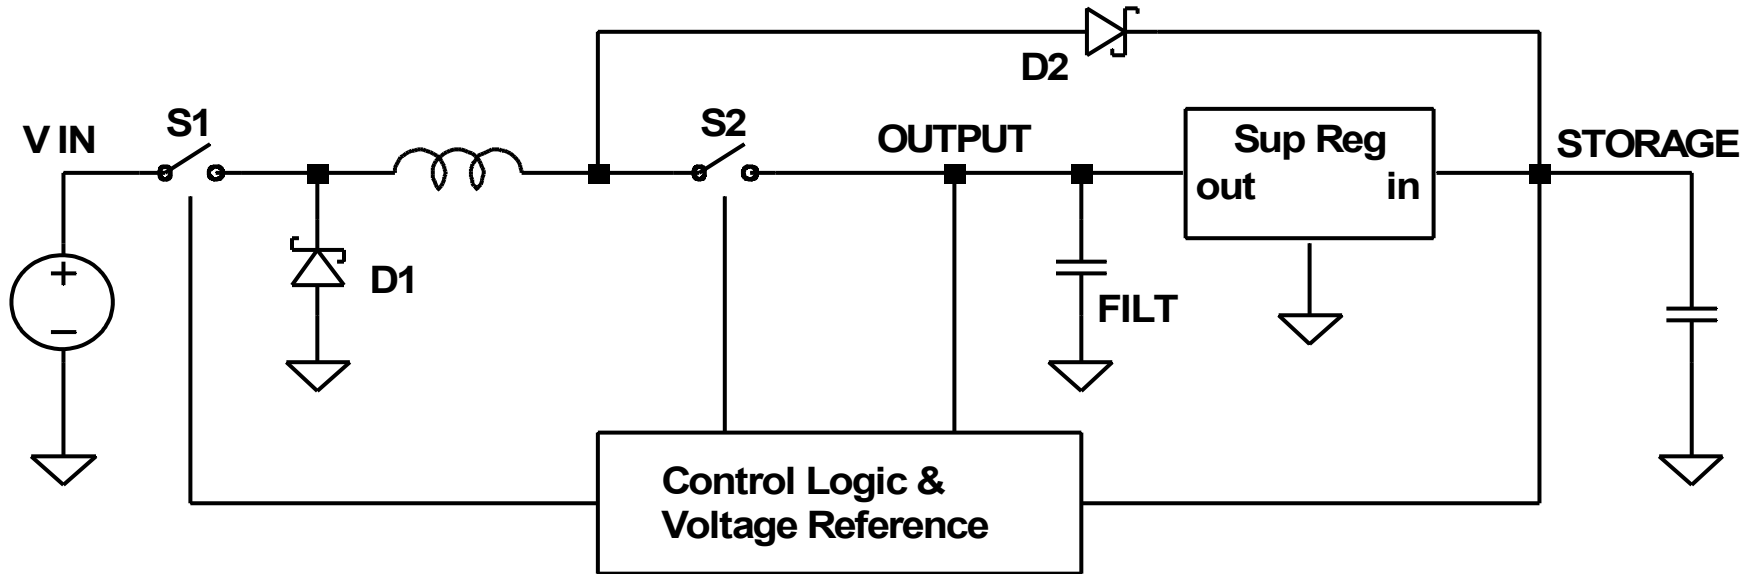 D2
V IN
S1
S2
OUTPUT
Sup Reg
out
in
STORAGE
D1
FILT
Control Logic &
Voltage Reference